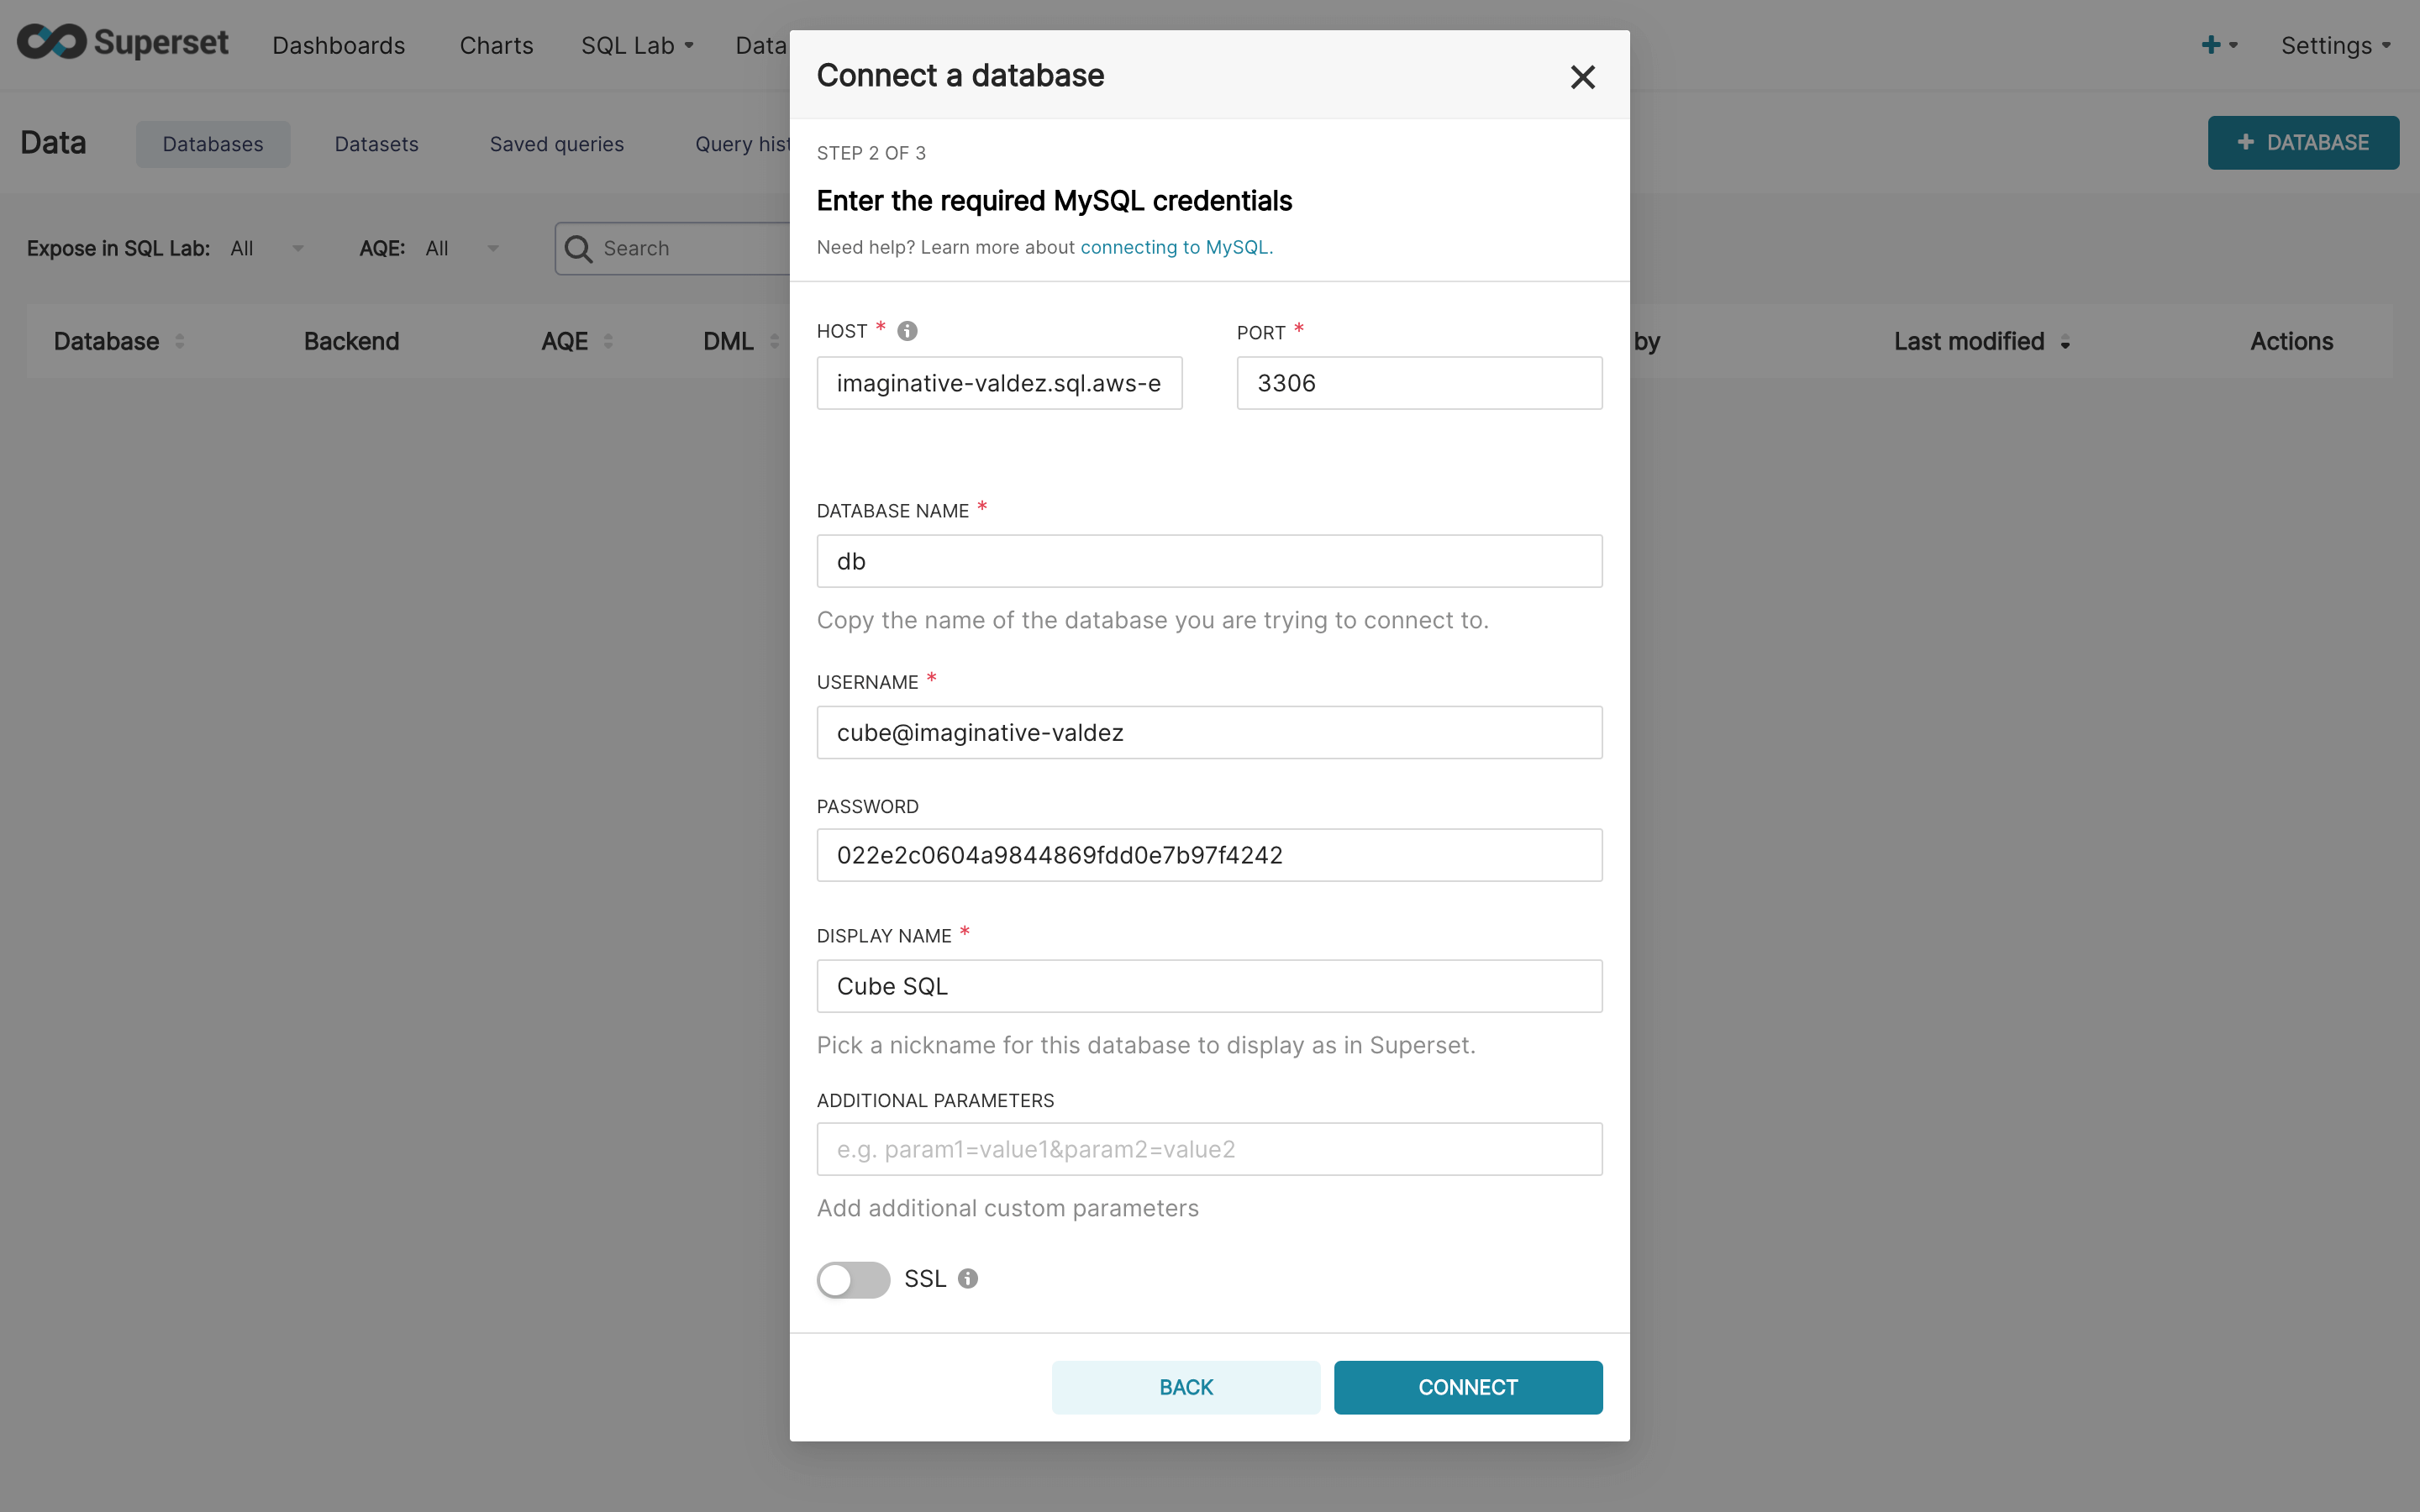 Superset
Dashboards
Charts
SQL Lab
Data
Settings
Data
Databases
Datasets
Saved queries
Query hist
+ DATABASE
Expose in SQL Lab: All
AQE: All
Search
Database
Backend
AQE
DML
by
Last modified
Actions
Connect a database
STEP 2 OF 3
Enter the required MySQL credentials
Need help? Learn more about connecting to MySQL.
HOST *
PORT *
imaginative-valdez.sql.aws-e
3306
DATABASE NAME *
db
Copy the name of the database you are trying to connect to.
USERNAME *
cube@imaginative-valdez
PASSWORD
022e2c0604a9844869fdd0e7b97f4242
DISPLAY NAME *
Cube SQL
Pick a nickname for this database to display as in Superset.
ADDITIONAL PARAMETERS
e.g. param1=value1&param2=value2
Add additional custom parameters
SSL
BACK
CONNECT